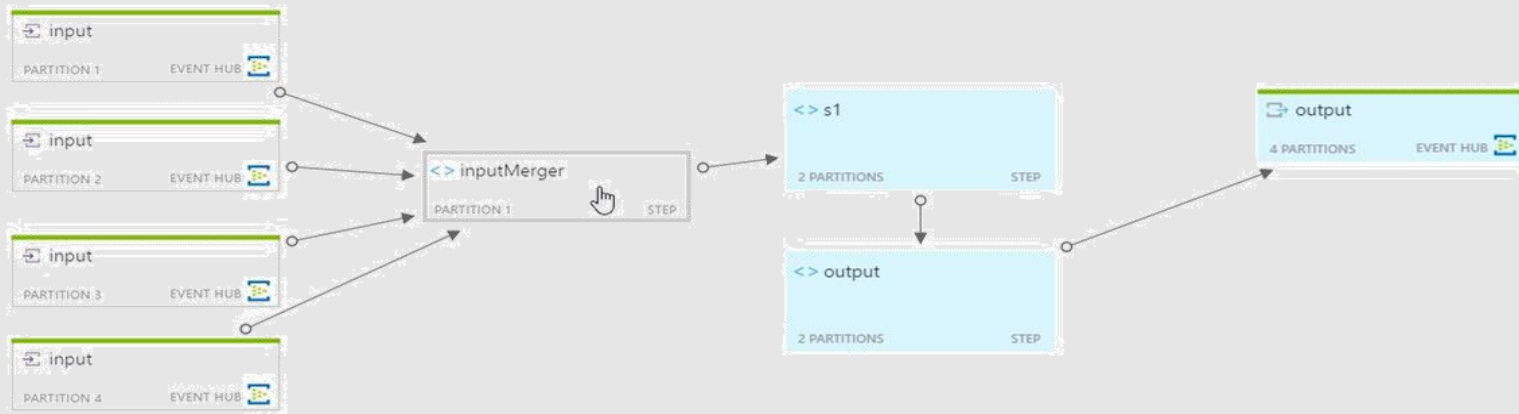 input
PARTITION 1 EVENT HUB
input
PARTITION 2 EVENT HUB
input
PARTITION 3 EVENT HUB
input
PARTITION 4 EVENT HUB
<> inputMerger
PARTITION 1 STEP
<> s1
2 PARTITIONS STEP
<> output
2 PARTITIONS STEP
output
4 PARTITIONS EVENT HUB